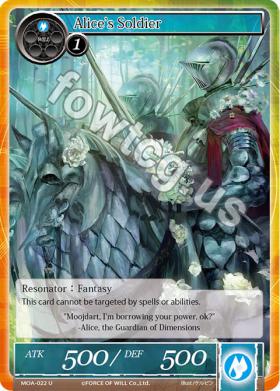 Alice's Soldier
WILL
1
fowtcg.us
Resonator : Fantasy
This card cannot be targeted by spells or abilities.
"Moojdart, I'm borrowing your power, ok?"
-Alice, the Guardian of Dimensions
ATK 500/ DEF 500
MOA-022 U ©FORCE OF WILL Co.,Ltd.